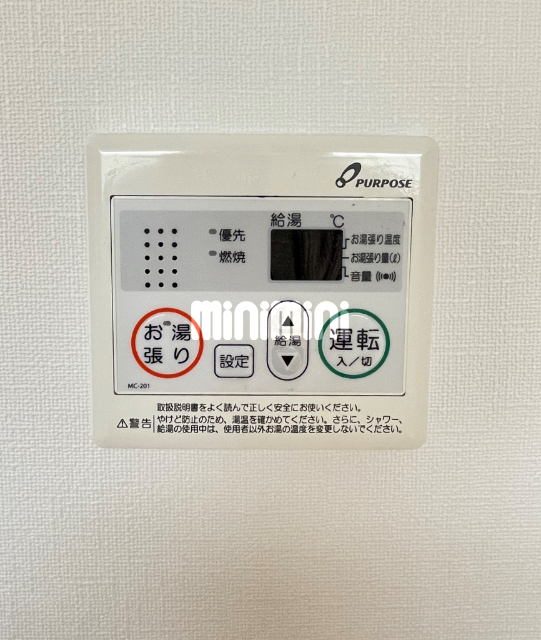 PURPOSE
給湯 ℃
優先
燃焼
お湯張り温度
お湯張り量(ℓ)
音量
minimini
お湯張り
設定
給湯
運転
入/切
MC-201
取扱説明書をよく読んで正しく安全にお使いください。
⚠警告 やけど防止のため、湯温を確かめてください。さらに、シャワー、
給湯の使用中は、使用者以外お湯の温度を変更しないでください。